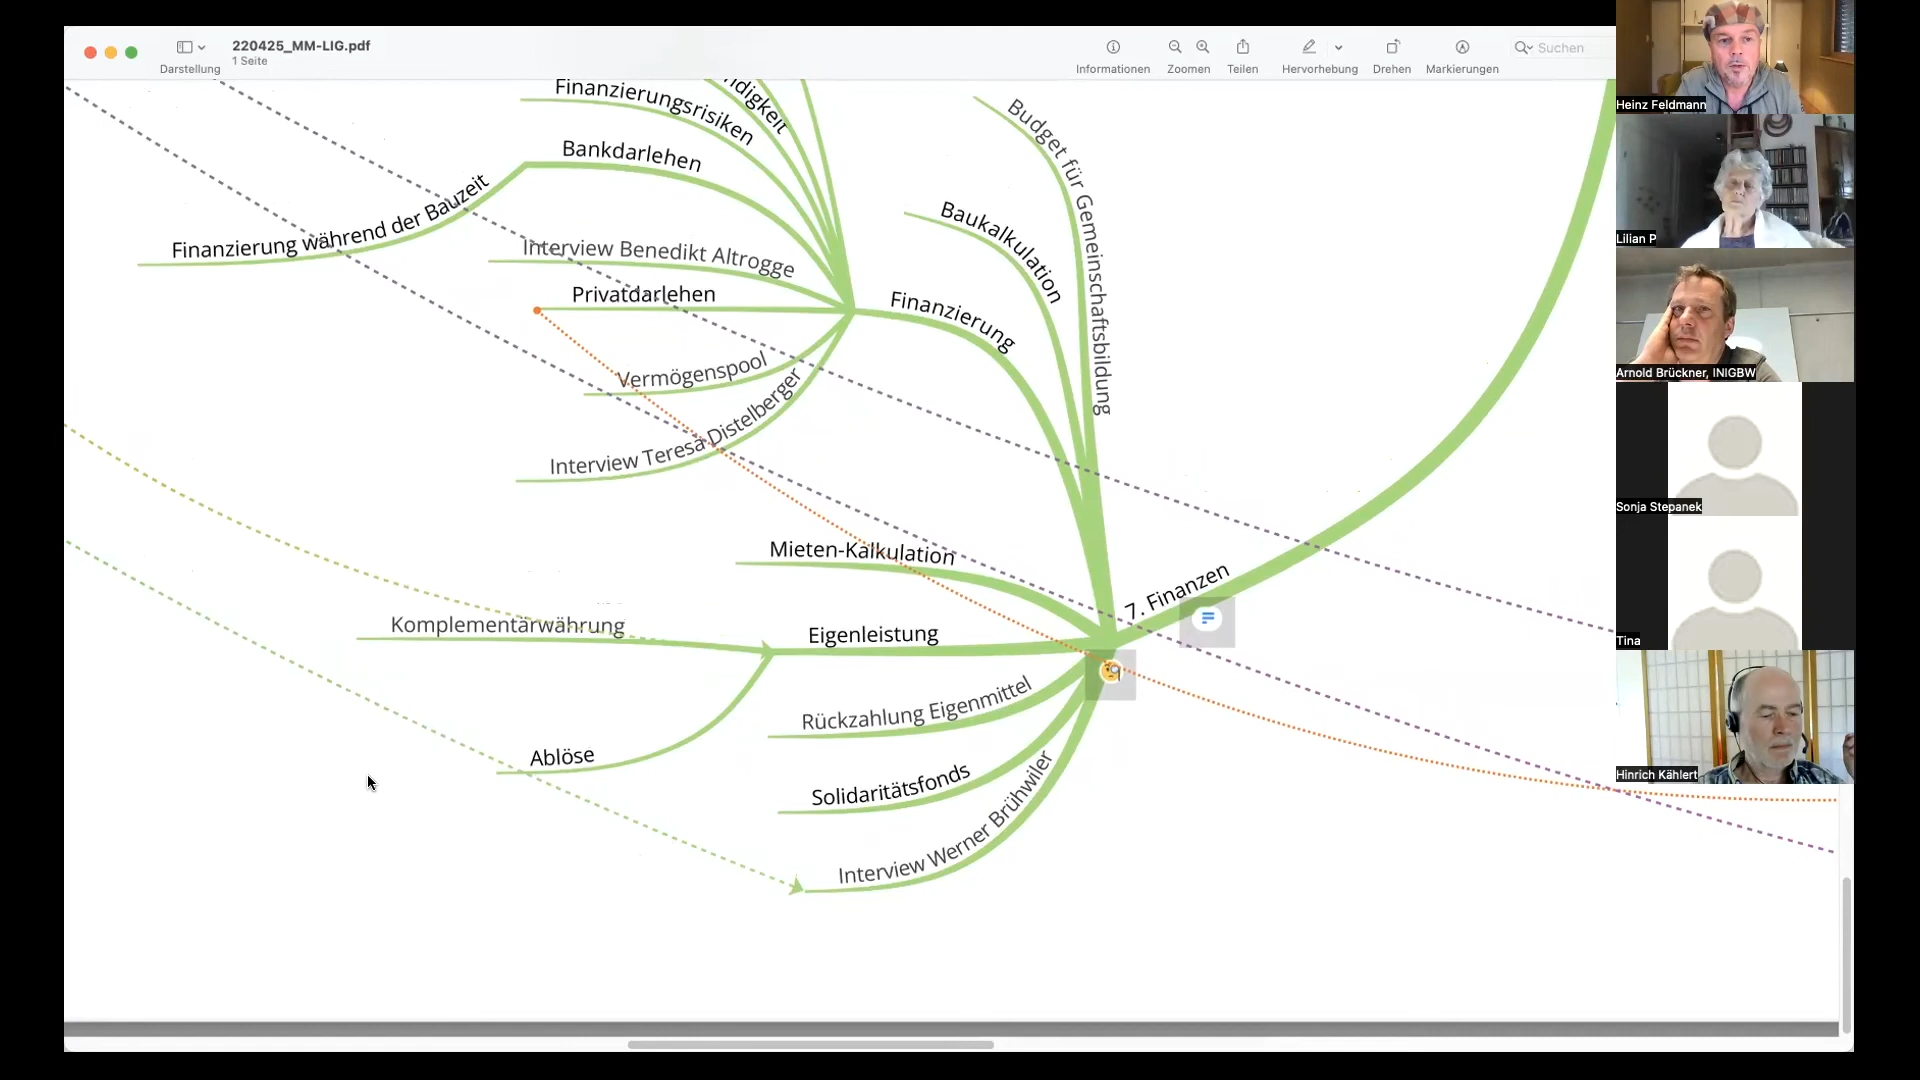 220425_MM-LIG.pdf
1 Seite
Darstellung
Informationen
Zoomen
Teilen
Hervorhebung
Drehen
Markierungen
Suchen
Finanzierungsrisiken
Bankdarlehen
Finanzierung während der Bauzeit
Interview Benedikt Altrogge
Privatdarlehen
Vermögenspool
Interview Teresa Distelberger
Finanzierung
Baukalkulation
Budget für Gemeinschaftsbildung
Mieten-Kalkulation
7. Finanzen
Komplementärwährung
Eigenleistung
Ablöse
Rückzahlung Eigenmittel
Solidaritätsfonds
Interview Werner Brühwiler
Heinz Feldmann
Lilian P
Arnold Brückner, INIGBW
Sonja Stepanek
Tina
Hinrich Kählert